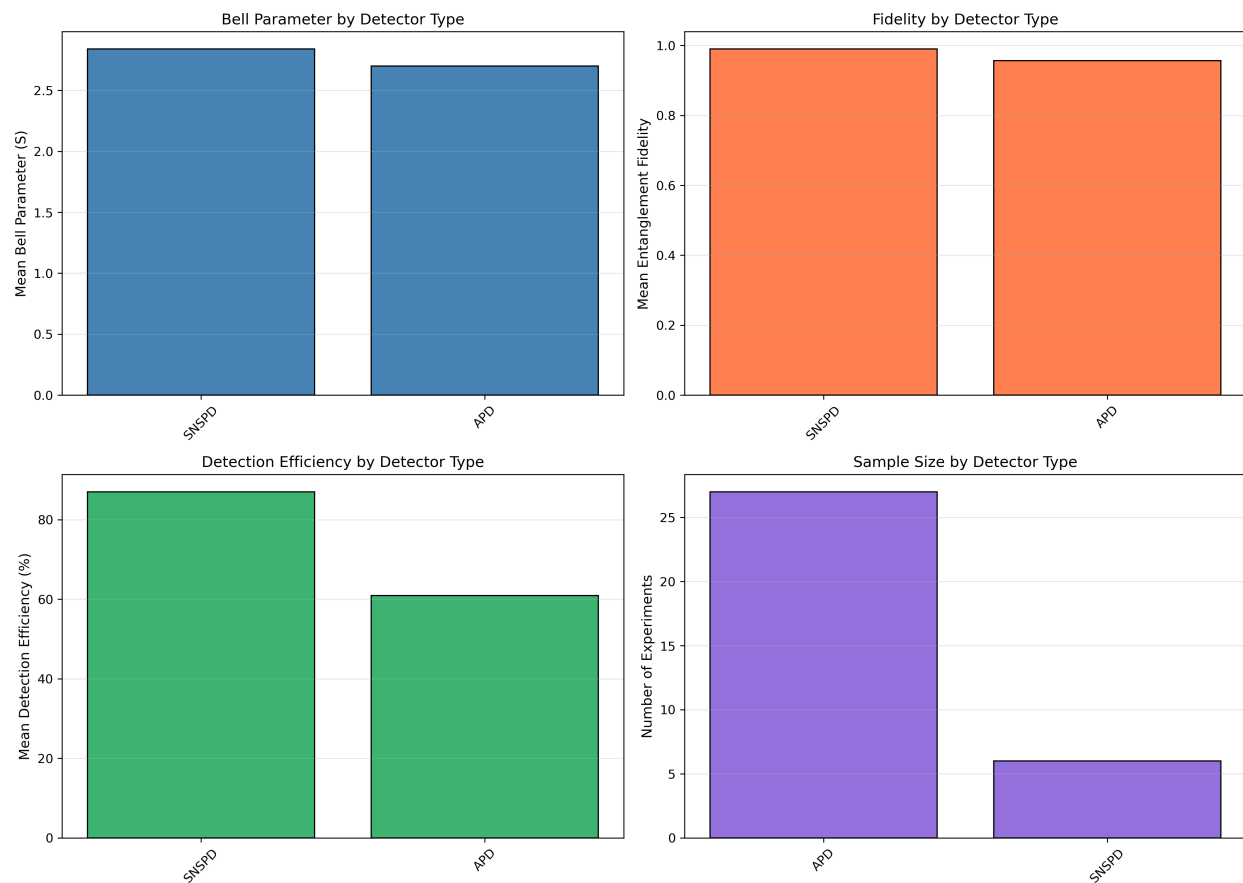 Bell Parameter by Detector Type
Mean Bell Parameter (S)
2.5
2.0
1.5
1.0
0.5
0.0
SNSPD
APD
Fidelity by Detector Type
Mean Entanglement Fidelity
1.0
0.8
0.6
0.4
0.2
0.0
SNSPD
APD
Detection Efficiency by Detector Type
Mean Detection Efficiency (%)
80
60
40
20
0
SNSPD
APD
Sample Size by Detector Type
Number of Experiments
25
20
15
10
5
0
APD
SNSPD